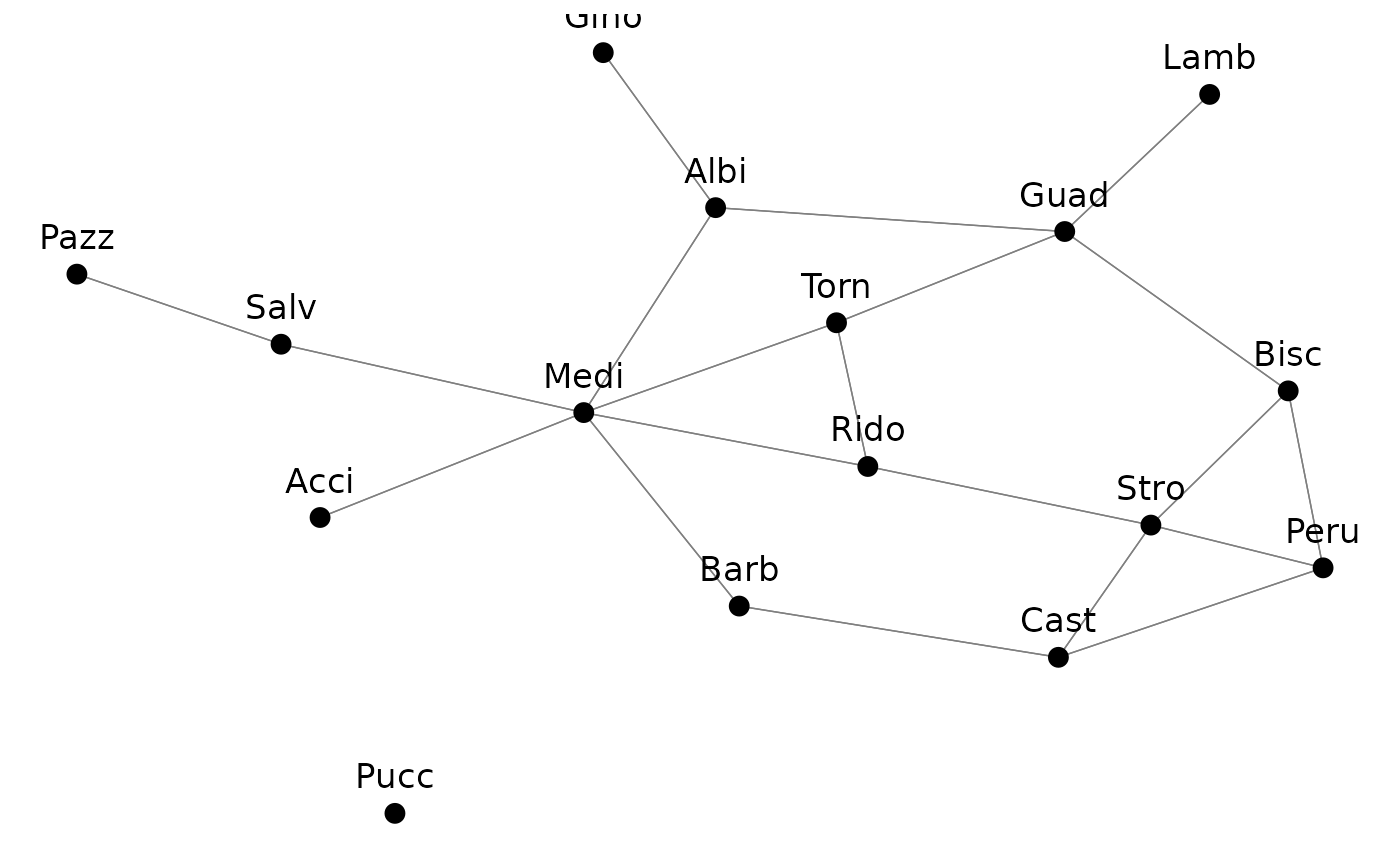 Gino
Lamb
Albi
Guad
Pazz
Torn
Salv
Bisc
Medi
Rido
Acci
Stro
Peru
Barb
Cast
Pucc